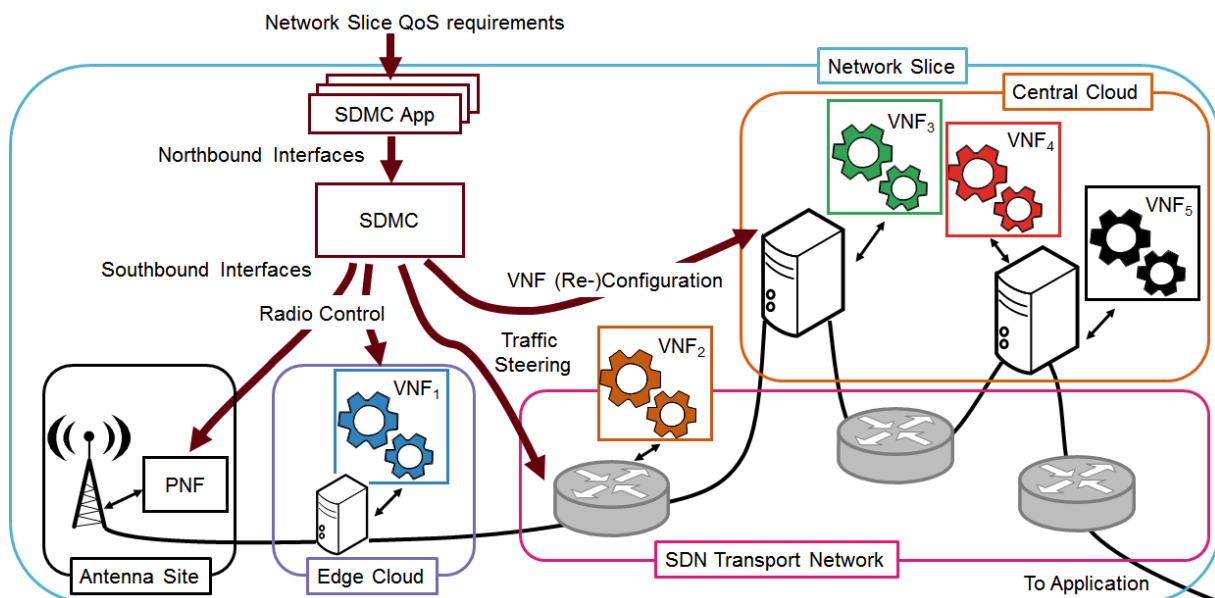 Network Slice QoS requirements
Network Slice
Central Cloud
SDMC App
VNF3
VNF4
Northbound Interfaces
SDMC
VNF5
Southbound Interfaces
VNF (Re-)Configuration
Radio Control
Traffic
Steering
VNF2
VNF1
PNF
Antenna Site
Edge Cloud
SDN Transport Network
To Application